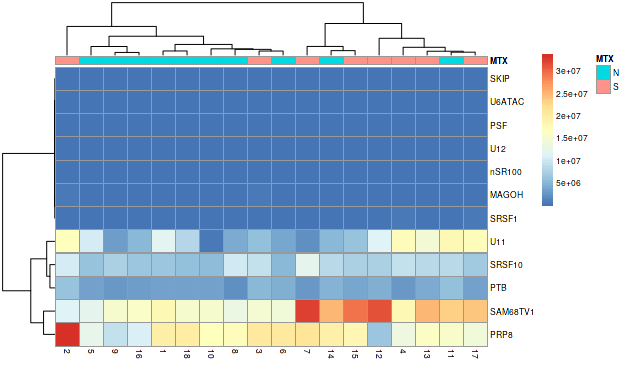 MTX
SKIP
U6ATAC
PSF
U12
nSR100
MAGOH
SRSF1
U11
SRSF10
PTB
SAM68TV1
PRP8
2 5 9 16 1 18 10 8 3 6 7 14 15 12 4 13 11 17
3e+07
2.5e+07
2e+07
1.5e+07
1e+07
5e+06
MTX
N
S